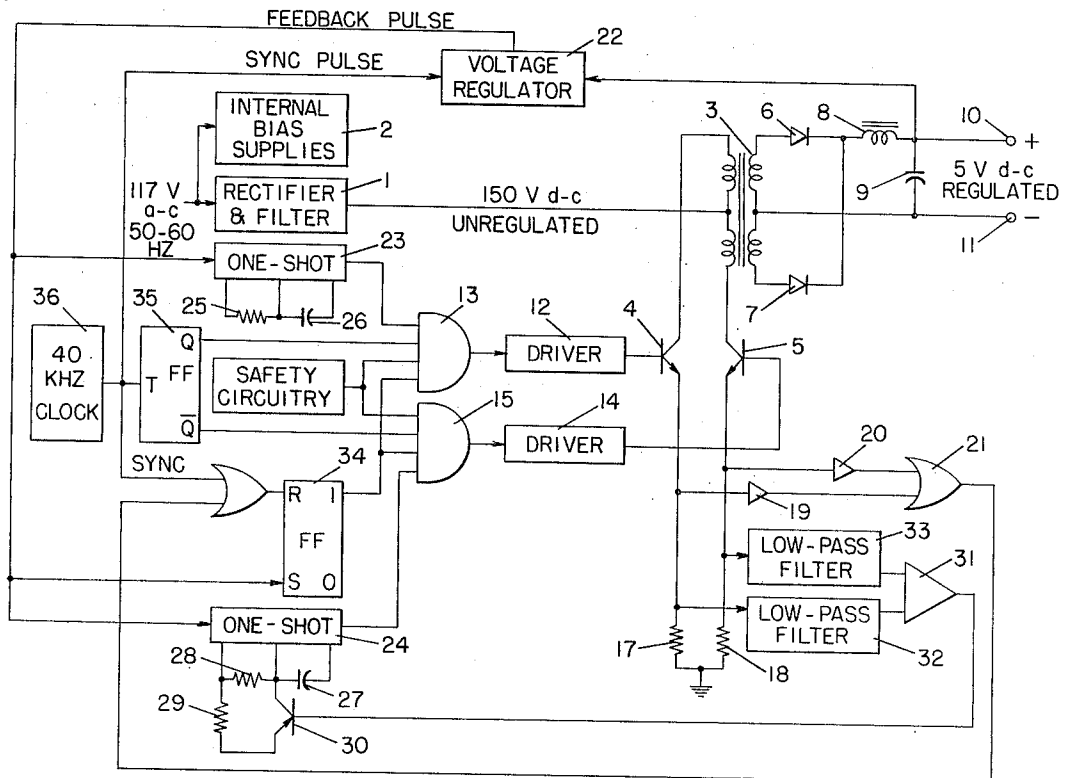 FEEDBACK PULSE
22
SYNC PULSE
VOLTAGE
REGULATOR
INTERNAL
BIAS
SUPPLIES
2
3
6
8
10
+
117 V
a-c
50-60
HZ
RECTIFIER
& FILTER
1
150 V d-c
UNREGULATED
9
5 V d-c
REGULATED
-
11
23
ONE-SHOT
25
26
13
7
36
35
40
KHZ
CLOCK
T
FF
Q
Q̅
12
DRIVER
4
5
SAFETY
CIRCUITRY
15
14
DRIVER
SYNC
34
R
1
FF
S
0
20
21
19
33
LOW-PASS
FILTER
31
LOW-PASS
FILTER
32
17
18
ONE-SHOT
24
28
27
29
30